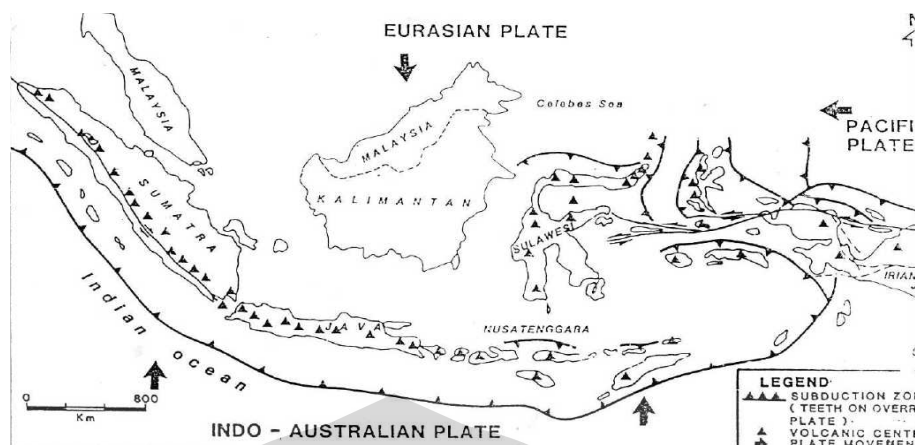 N
EURASIAN PLATE
Celebes Sea
MALAYSIA
MALAYSIA
PACIFI
PLATE
KALIMANTAN
SUMATRA
SULAWESI
IRIAN
Indian ocean
JAVA
NUSATENGGARA
0 800
Km
INDO - AUSTRALIAN PLATE
LEGEND
SUBDUCTION ZON
( TEETH ON OVERR
PLATE ).
VOLCANIC CENT
PLATE MOVEMEN